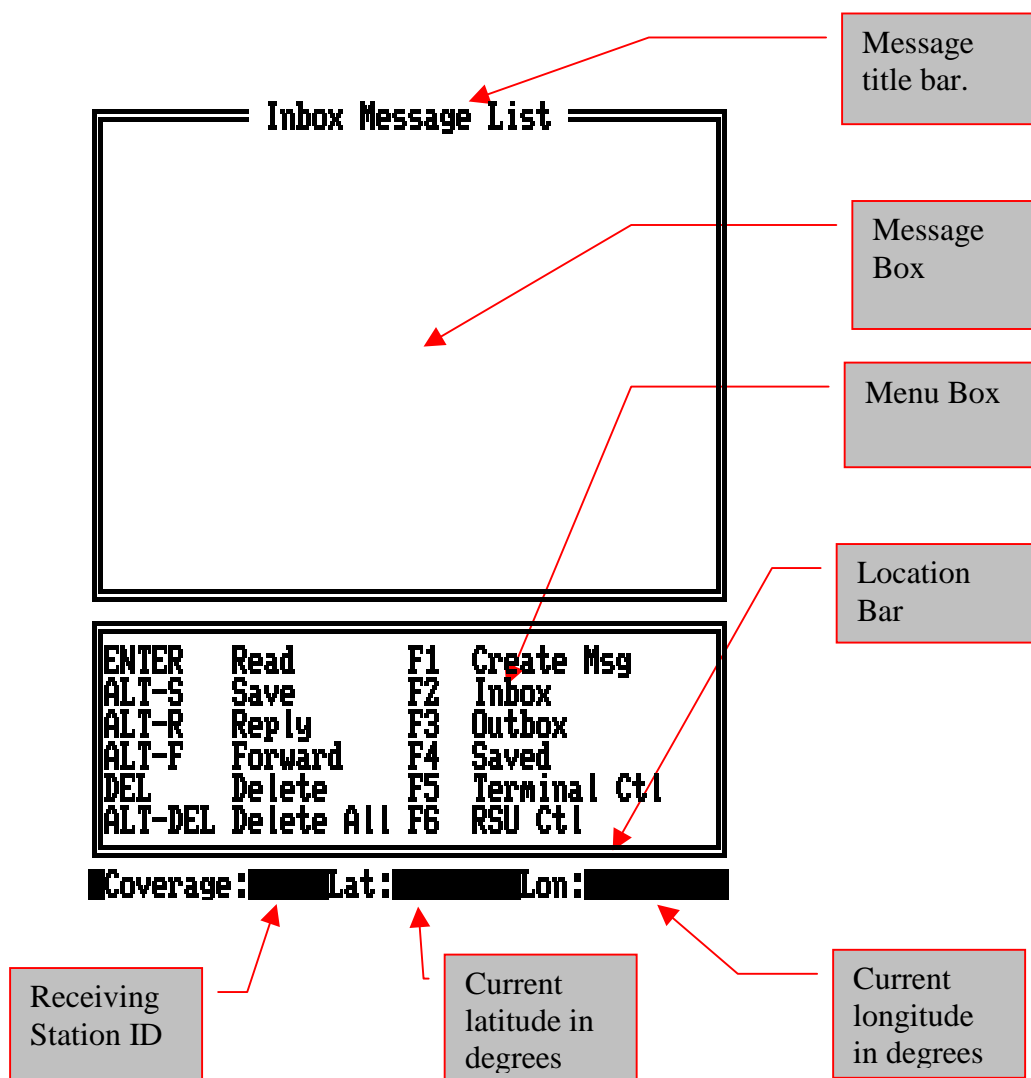 Message
title bar.
Inbox Message List
Message
Box
Menu Box
Location
Bar
ENTER Read F1 Create Msg
ALT-S Save F2 Inbox
ALT-R Reply F3 Outbox
ALT-F Forward F4 Saved
DEL Delete F5 Terminal Ctl
ALT-DEL Delete All F6 RSU Ctl
Coverage: Lat: Lon:
Receiving
Station ID
Current
latitude in
degrees
Current
longitude
in degrees